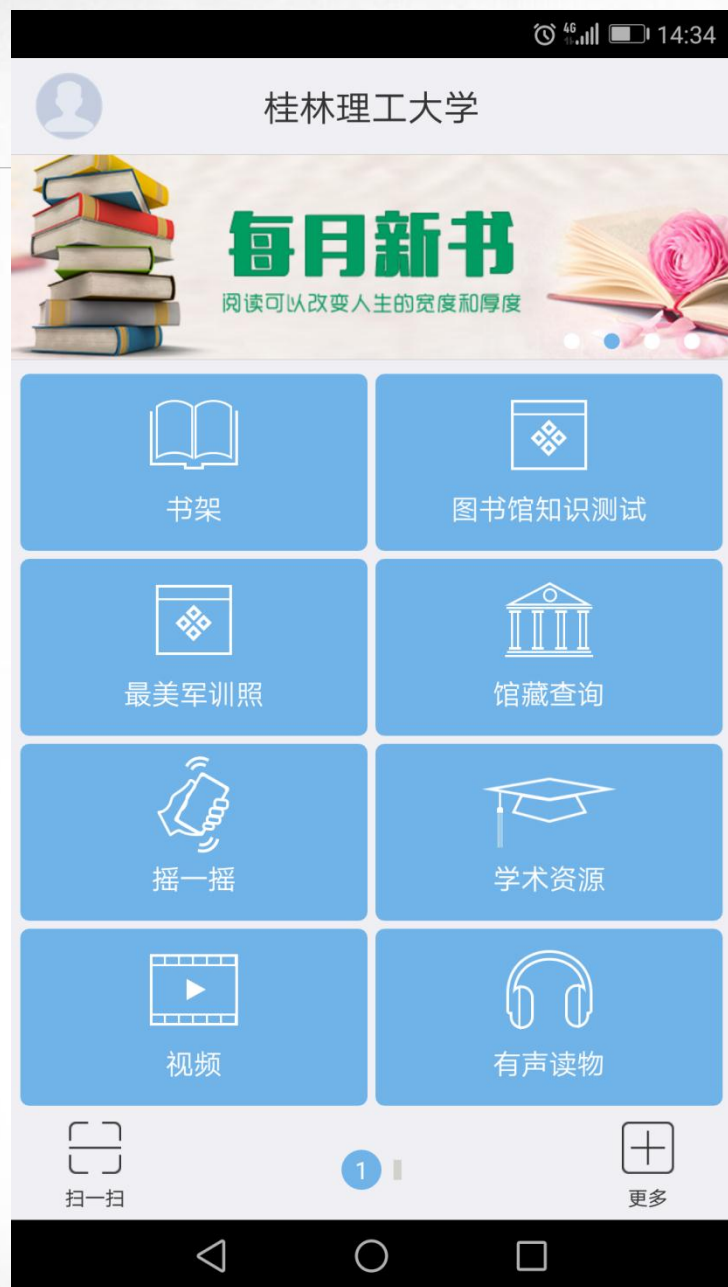 4G 14:34
桂林理工大学
每月新书
阅读可以改变人生的宽度和厚度
书架
图书馆知识测试
最美军训照
馆藏查询
摇一摇
学术资源
视频
有声读物
扫一扫
1
更多